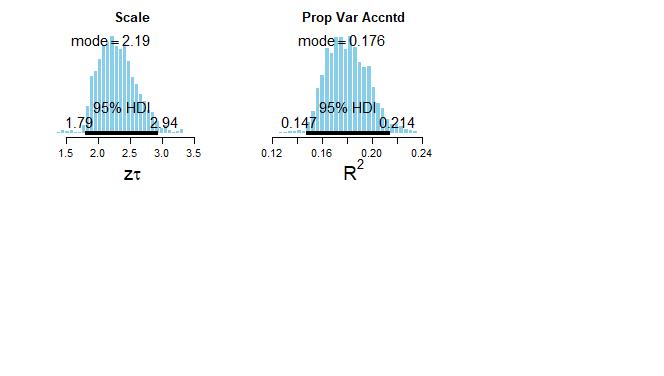 Scale
mode = 2.19
95% HDI
1.79 2.94
1.5 2.0 2.5 3.0 3.5
zτ
Prop Var Accntd
mode = 0.176
95% HDI
0.147 0.214
0.12 0.16 0.20 0.24
R²